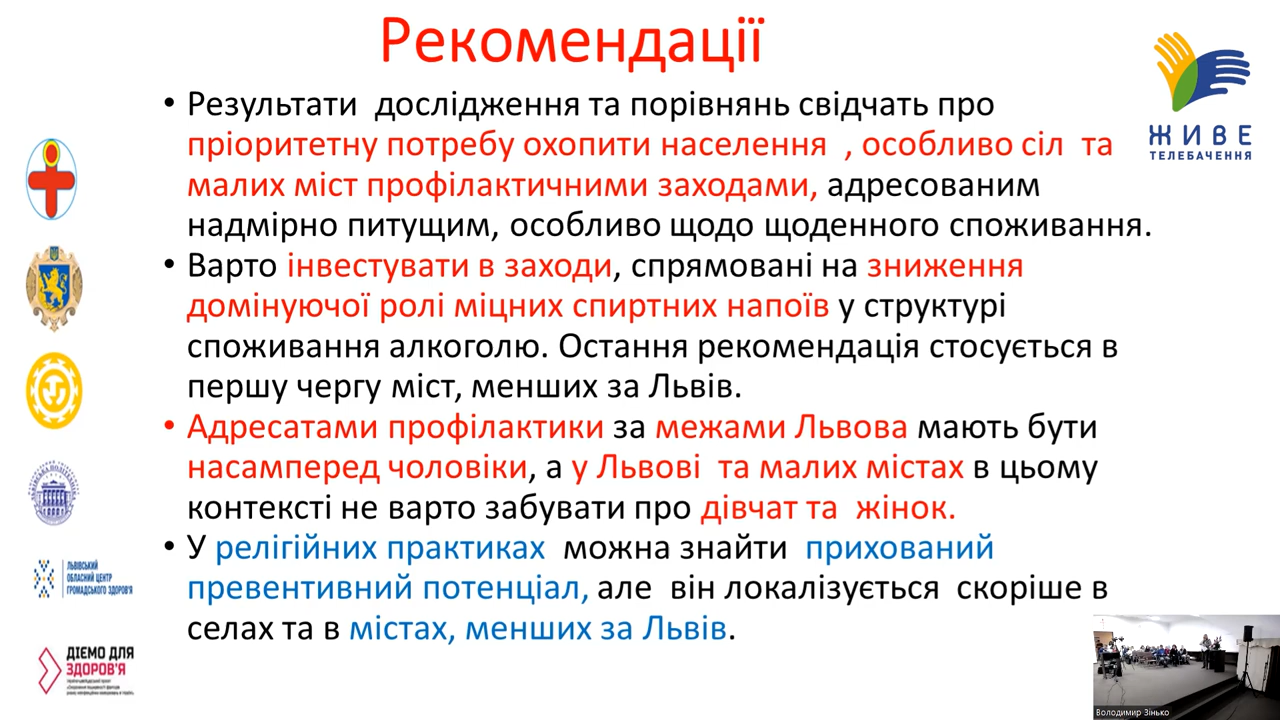 Рекомендації
• Результати дослідження та порівнянь свідчать про
пріоритетну потребу охопити населення , особливо сіл та
малих міст профілактичними заходами, адресованим
надмірно питущим, особливо щодо щоденного споживання.
• Варто інвестувати в заходи, спрямовані на зниження
домінуючої ролі міцних спиртних напоїв у структурі
споживання алкоголю. Остання рекомендація стосується в
першу чергу міст, менших за Львів.
• Адресатами профілактики за межами Львова мають бути
насамперед чоловіки, а у Львові та малих містах в цьому
контексті не варто забувати про дівчат та жінок.
• У релігійних практиках можна знайти прихований
превентивний потенціал, але він локалізується скоріше в
селах та в містах, менших за Львів.
ЖИВЕ
ТЕЛЕБАЧЕННЯ
ЛЬВІВСЬКИЙ
ОБЛАСНИЙ ЦЕНТР
ГРОМАДСЬКОГО ЗДОРОВ'Я
ДІЄМО ДЛЯ
ЗДОРОВ'Я
Володимир Зінько